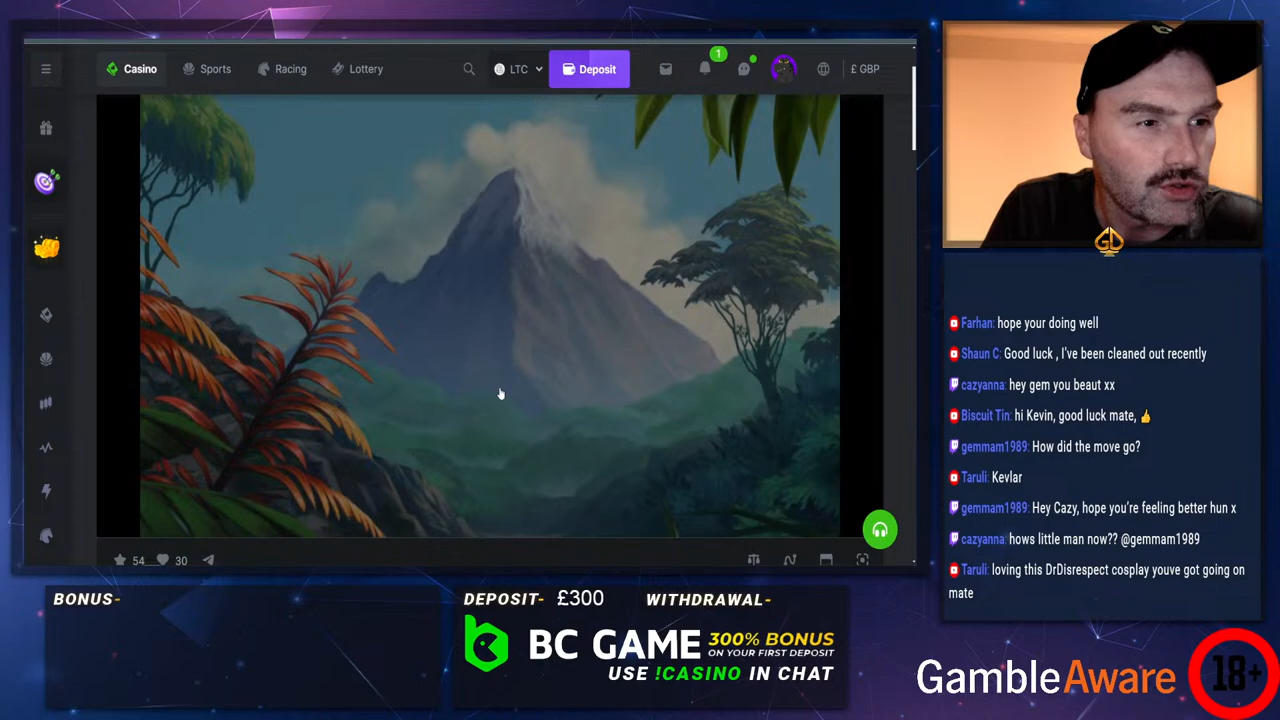 Casino
Sports
Racing
Lottery
LTC
Deposit
1
£ GBP
54
30
GD
Farhan: hope your doing well
Shaun C: Good luck , I've been cleaned out recently
cazyanna: hey gem you beaut xx
Biscuit Tin: hi Kevin, good luck mate, 👍
gemmam1989: How did the move go?
Taruli: Kevlar
gemmam1989: Hey Cazy, hope you're feeling better hun x
cazyanna: hows little man now?? @gemmam1989
Taruli: loving this DrDisrespect cosplay youve got going on
mate
BONUS-
DEPOSIT- £300
WITHDRAWAL-
BC GAME
300% BONUS
ON YOUR FIRST DEPOSIT
USE !CASINO IN CHAT
GambleAware
18+